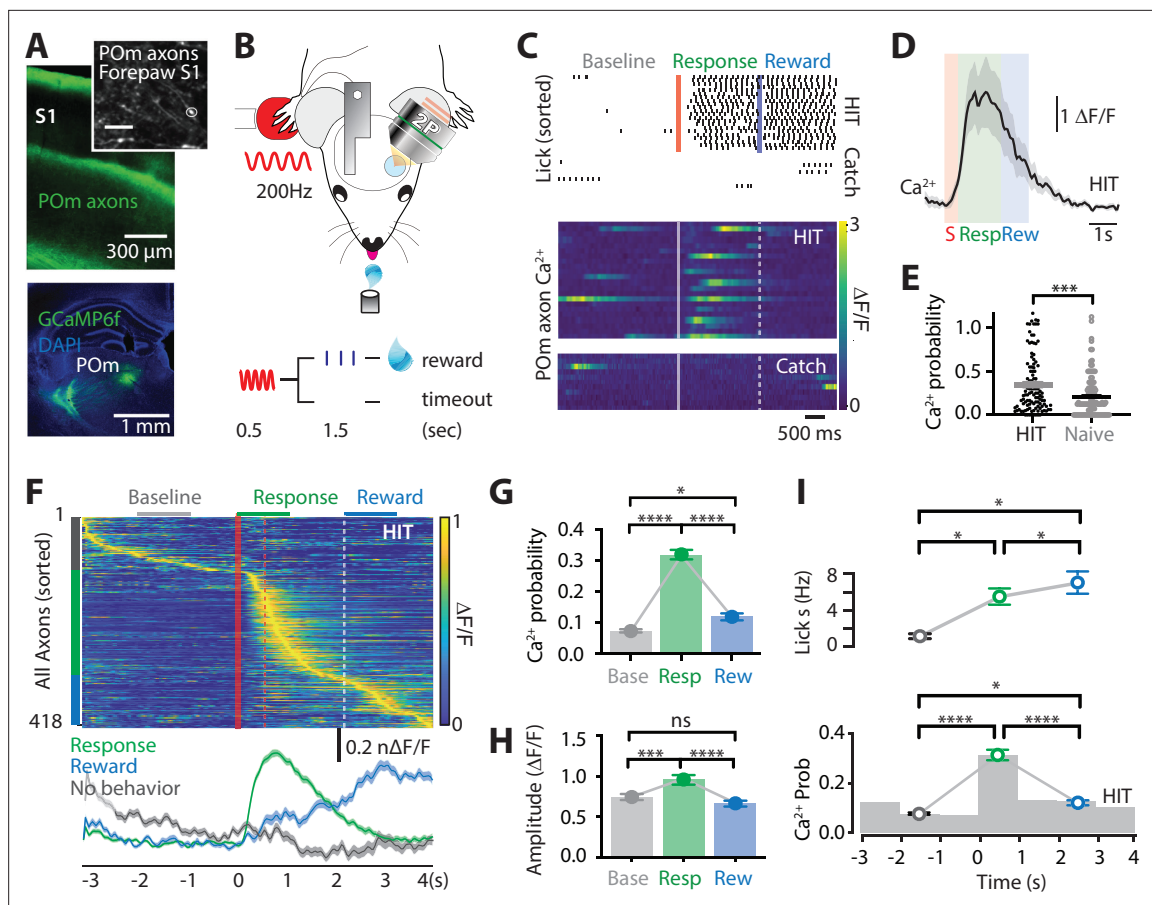 A
POm axons
Forepaw S1
S1
POm axons
300 µm
GCaMP6f
DAPI
POm
1 mm
B
2P
200Hz
reward
timeout
0.5
1.5
(sec)
C
Baseline
Response
Reward
Lick (sorted)
HIT
Catch
POm axon Ca²⁺
HIT
Catch
3
0
ΔF/F
500 ms
D
1 ΔF/F
Ca²⁺
HIT
S
Resp
Rew
1s
E
***
Ca²⁺ probability
1.0
0.5
0.0
HIT
Naive
F
Baseline
Response
Reward
1
HIT
All Axons (sorted)
418
1
0
ΔF/F
Response
Reward
No behavior
0.2 nΔF/F
-3
-2
-1
0
1
2
3
4(s)
G
*
****
****
Ca²⁺ probability
0.4
0.3
0.2
0.1
0.0
Base
Resp
Rew
H
ns
***
****
Amplitude (ΔF/F)
1.5
1.0
0.5
0.0
Base
Resp
Rew
I
*
*
*
Lick s (Hz)
8
4
0
*
****
****
Ca²⁺ Prob
0.4
0.2
0.0
HIT
-3
-2
-1
0
1
2
3
4
Time (s)